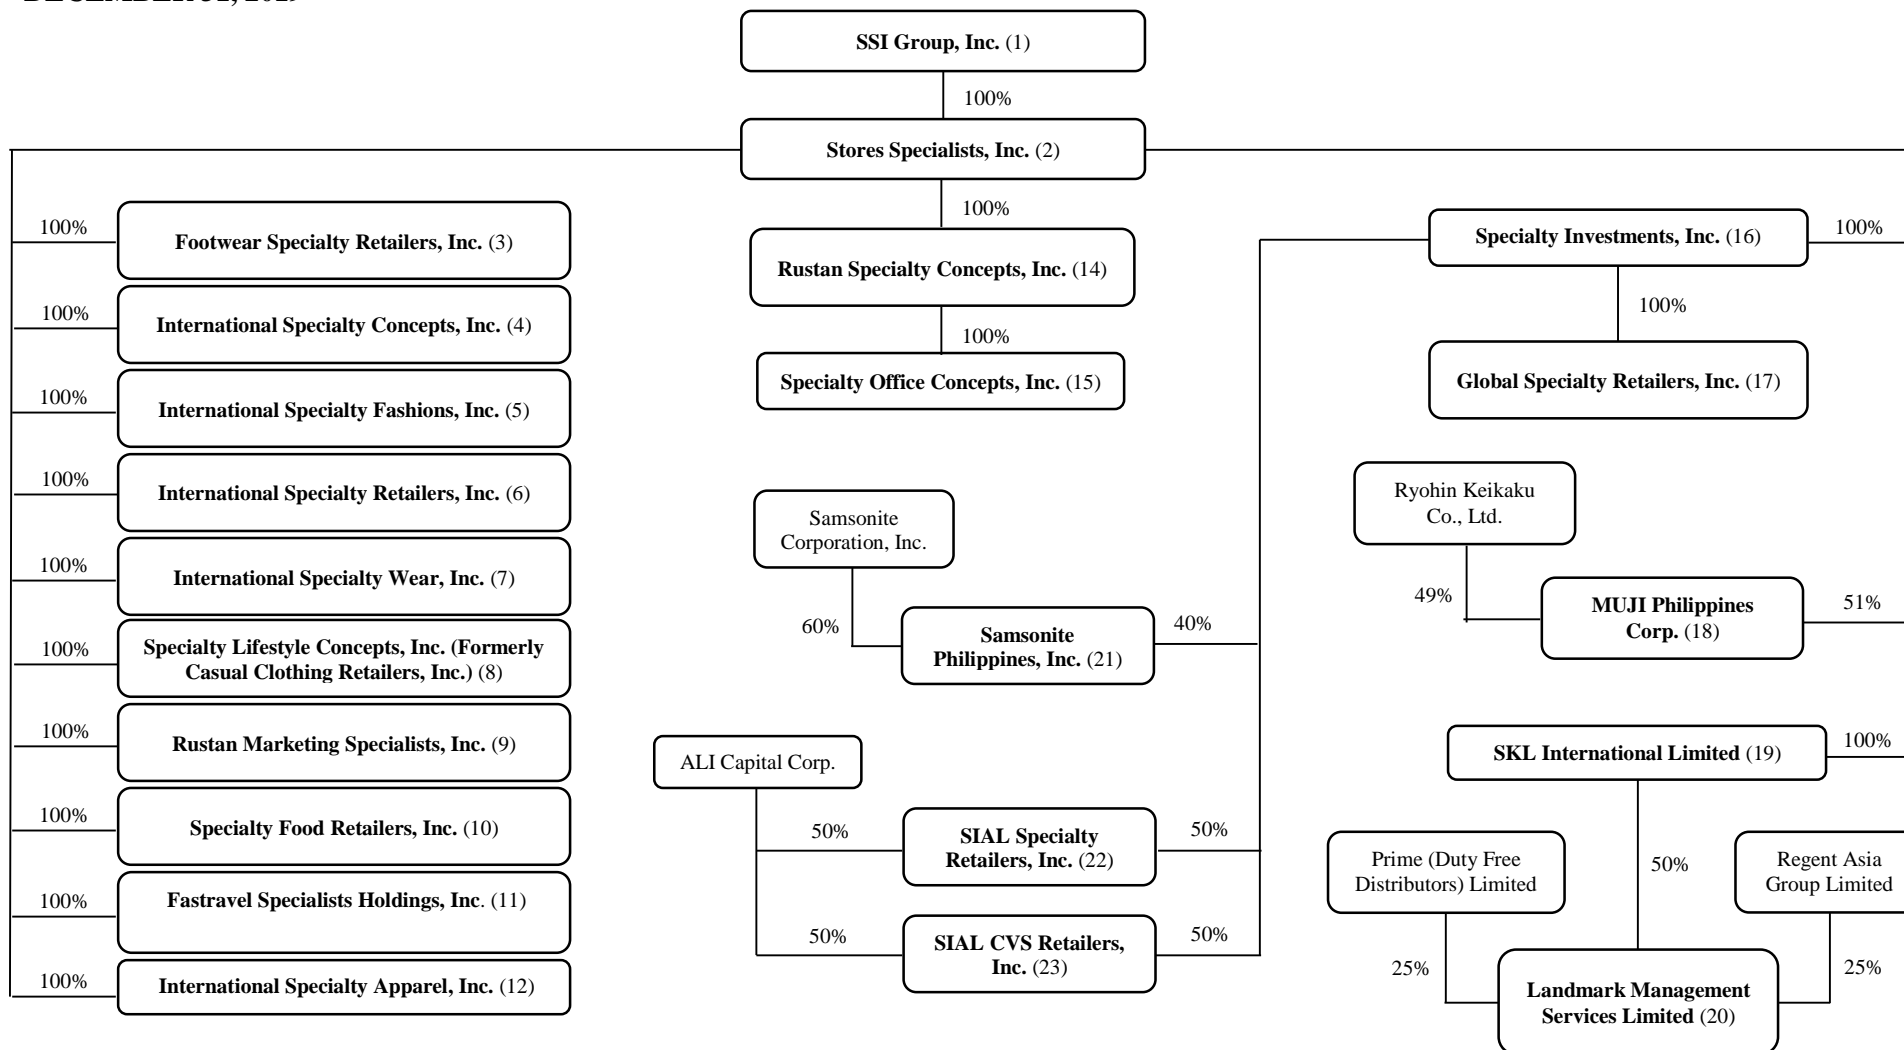 SSI Group, Inc. (1)
100%
Stores Specialists, Inc. (2)
100%
Footwear Specialty Retailers, Inc. (3)
100%
International Specialty Concepts, Inc. (4)
100%
International Specialty Fashions, Inc. (5)
100%
International Specialty Retailers, Inc. (6)
100%
International Specialty Wear, Inc. (7)
100%
Specialty Lifestyle Concepts, Inc. (Formerly
Casual Clothing Retailers, Inc.) (8)
100%
Rustan Marketing Specialists, Inc. (9)
100%
Specialty Food Retailers, Inc. (10)
100%
Fastravel Specialists Holdings, Inc. (11)
100%
International Specialty Apparel, Inc. (12)
100%
Rustan Specialty Concepts, Inc. (14)
100%
Specialty Office Concepts, Inc. (15)
Samsonite
Corporation, Inc.
60%
Samsonite
Philippines, Inc. (21)
40%
ALI Capital Corp.
50%
SIAL Specialty
Retailers, Inc. (22)
50%
50%
SIAL CVS Retailers,
Inc. (23)
50%
Specialty Investments, Inc. (16)
100%
100%
Global Specialty Retailers, Inc. (17)
Ryohin Keikaku
Co., Ltd.
49%
MUJI Philippines
Corp. (18)
51%
SKL International Limited (19)
100%
Prime (Duty Free
Distributors) Limited
50%
Regent Asia
Group Limited
25%
25%
Landmark Management
Services Limited (20)